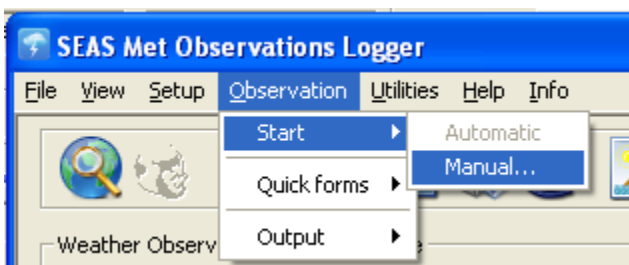 SEAS Met Observations Logger
File View Setup Observation Utilities Help Info
Start Automatic
Manual...
Quick forms
Output
Weather Observ